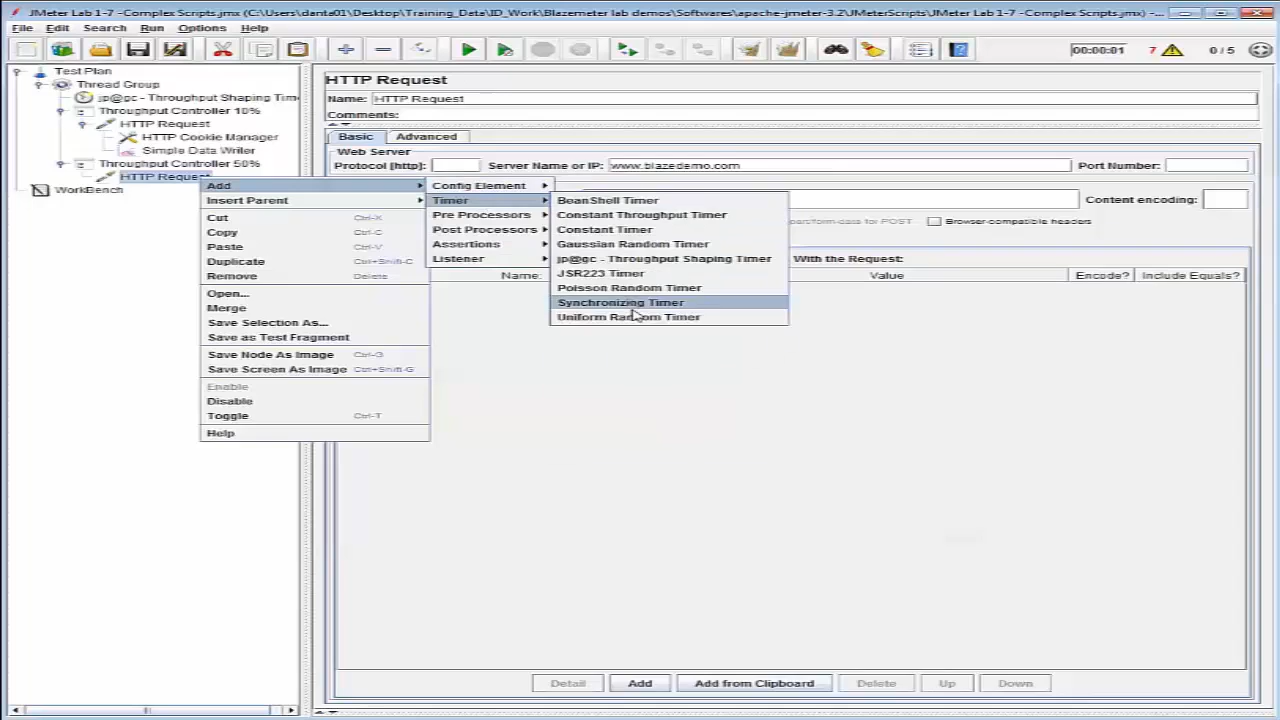 JMeter Lab 1-7 -Complex Scripts.jmx (C:\Users\danta01\Desktop\Training_Data\ID_Work\Blazemeter lab demos\Softwares\apache-jmeter-3.2\JMeterScripts\JMeter Lab 1-7 -Complex Scripts.jmx) - ...
File Edit Search Run Options Help
00:00:01 7 0 / 5
Test Plan
Thread Group
jp@gc - Throughput Shaping Tim
Throughput Controller 10%
HTTP Request
HTTP Cookie Manager
Simple Data Writer
Throughput Controller 50%
HTTP Request
WorkBench
HTTP Request
Name: HTTP Request
Comments:
Basic Advanced
Web Server
Protocol [http]: Server Name or IP: www.blazedemo.com Port Number:
Content encoding:
part/form-data for POST Browser-compatible headers
With the Request:
Name: Value Encode? Include Equals?
Add
Insert Parent
Cut Ctrl-X
Copy Ctrl-C
Paste Ctrl-V
Duplicate Ctrl+Shift-C
Remove Delete
Open...
Merge
Save Selection As...
Save as Test Fragment
Save Node As Image Ctrl-G
Save Screen As Image Ctrl+Shift-G
Enable
Disable
Toggle Ctrl-T
Help
Config Element
Timer
Pre Processors
Post Processors
Assertions
Listener
BeanShell Timer
Constant Throughput Timer
Constant Timer
Gaussian Random Timer
jp@gc - Throughput Shaping Timer
JSR223 Timer
Poisson Random Timer
Synchronizing Timer
Uniform Random Timer
Detail Add Add from Clipboard Delete Up Down